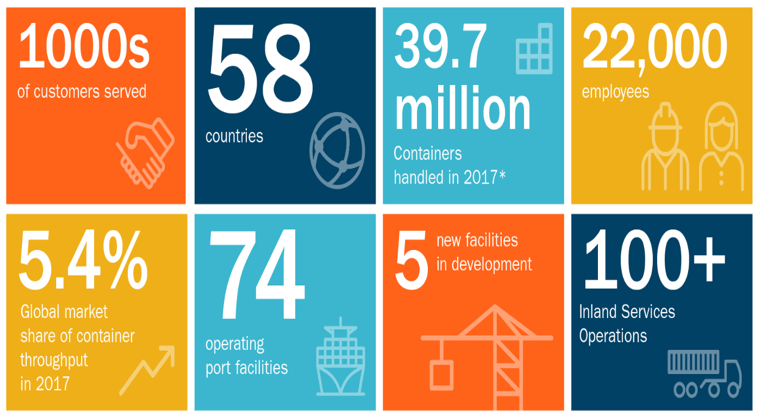 1000s
of customers served
58
countries
39.7
million
Containers
handled in 2017*
22,000
employees
5.4%
Global market
share of container
throughput
in 2017
74
operating
port facilities
5 new facilities
in development
100+
Inland Services
Operations